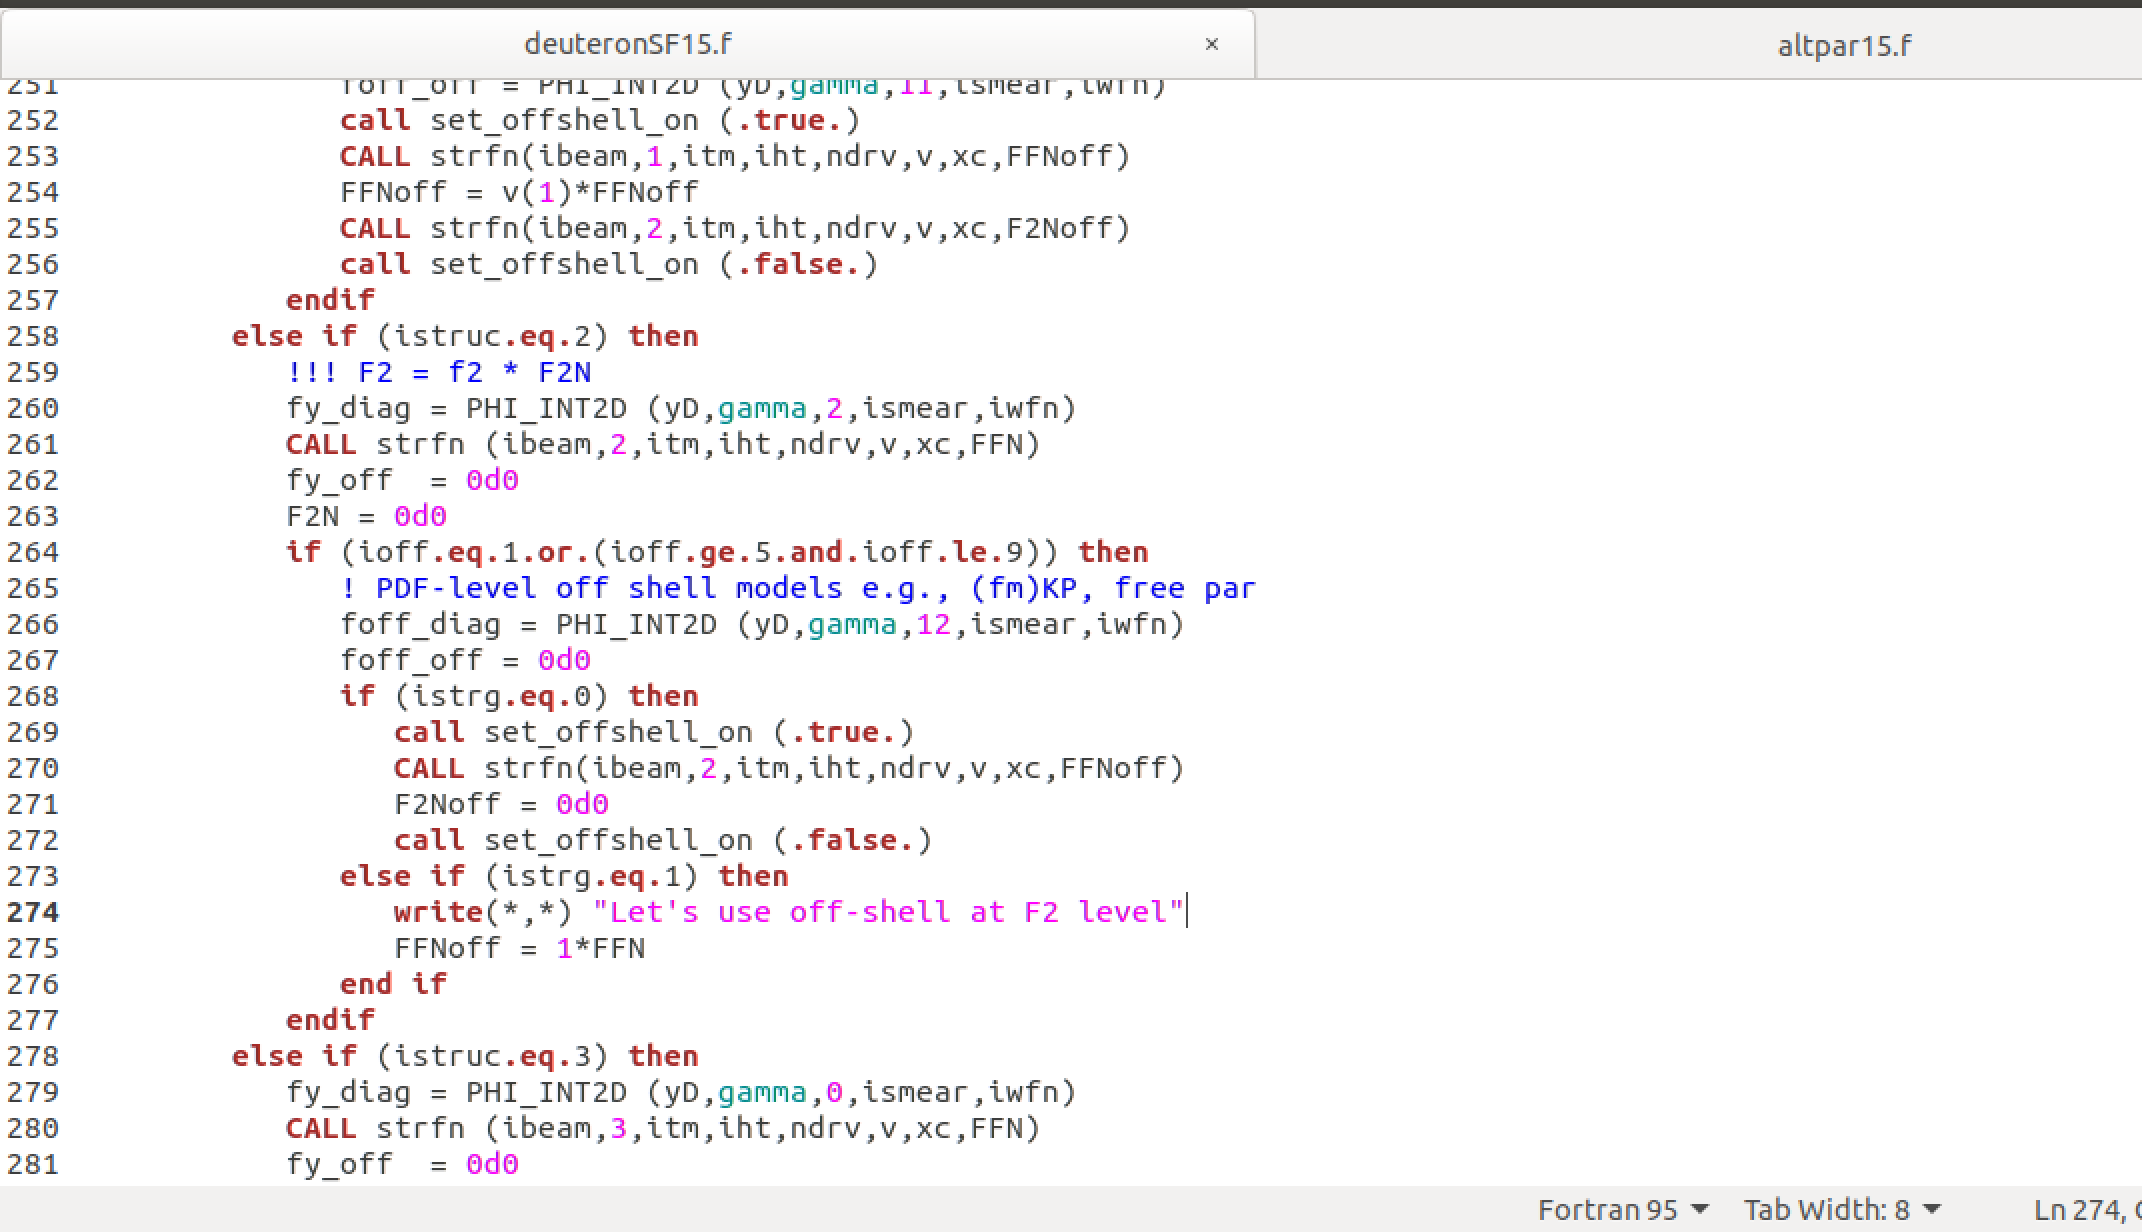 deuteronSF15.f ×
altpar15.f
251 foff_off = PHI_INT2D (yD,gamma,11,ismear,iwfn)
252 call set_offshell_on (.true.)
253 CALL strfn(ibeam,1,itm,iht,ndrv,v,xc,FFNoff)
254 FFNoff = v(1)*FFNoff
255 CALL strfn(ibeam,2,itm,iht,ndrv,v,xc,F2Noff)
256 call set_offshell_on (.false.)
257 endif
258 else if (istruc.eq.2) then
259 !!! F2 = f2 * F2N
260 fy_diag = PHI_INT2D (yD,gamma,2,ismear,iwfn)
261 CALL strfn (ibeam,2,itm,iht,ndrv,v,xc,FFN)
262 fy_off  = 0d0
263 F2N = 0d0
264 if (ioff.eq.1.or.(ioff.ge.5.and.ioff.le.9)) then
265 ! PDF-level off shell models e.g., (fm)KP, free par
266 foff_diag = PHI_INT2D (yD,gamma,12,ismear,iwfn)
267 foff_off = 0d0
268 if (istrg.eq.0) then
269 call set_offshell_on (.true.)
270 CALL strfn(ibeam,2,itm,iht,ndrv,v,xc,FFNoff)
271 F2Noff = 0d0
272 call set_offshell_on (.false.)
273 else if (istrg.eq.1) then
274 write(*,*) "Let's use off-shell at F2 level"
275 FFNoff = 1*FFN
276 end if
277 endif
278 else if (istruc.eq.3) then
279 fy_diag = PHI_INT2D (yD,gamma,0,ismear,iwfn)
280 CALL strfn (ibeam,3,itm,iht,ndrv,v,xc,FFN)
281 fy_off  = 0d0
Fortran 95 Tab Width: 8 Ln 274,